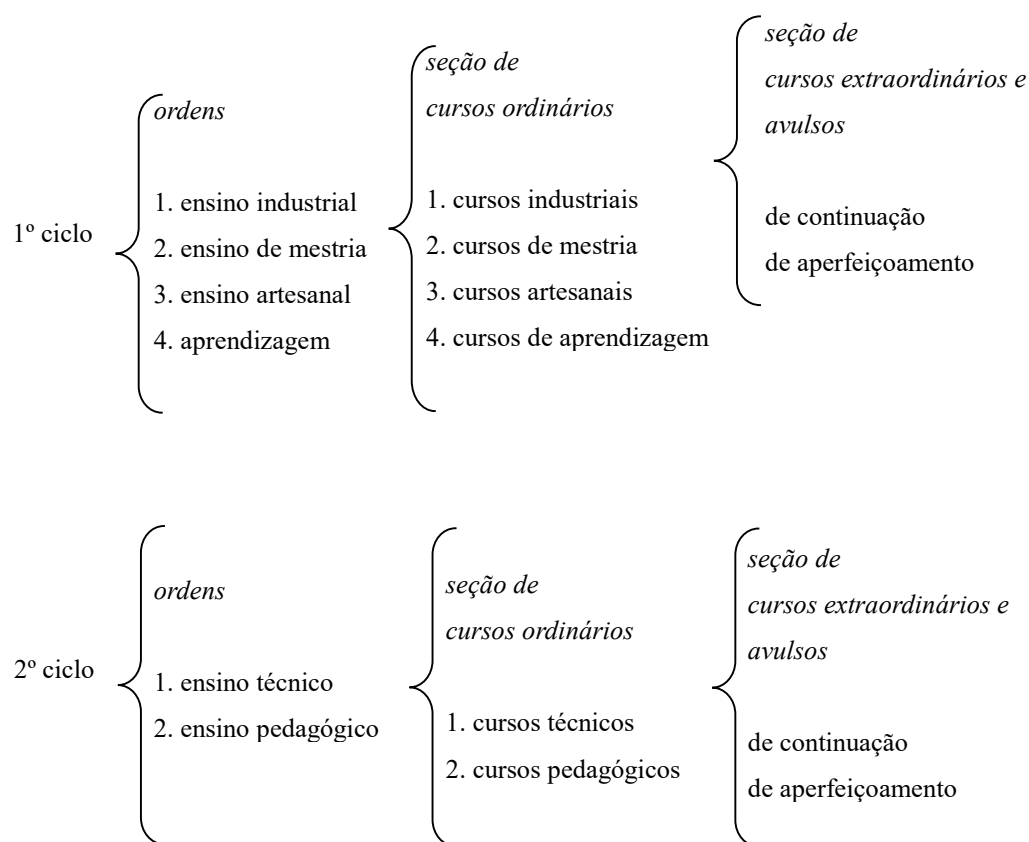 1º ciclo
ordens
1. ensino industrial
2. ensino de mestria
3. ensino artesanal
4. aprendizagem
seção de
cursos ordinários
1. cursos industriais
2. cursos de mestria
3. cursos artesanais
4. cursos de aprendizagem
seção de
cursos extraordinários e
avulsos
de continuação
de aperfeiçoamento
2º ciclo
ordens
1. ensino técnico
2. ensino pedagógico
seção de
cursos ordinários
1. cursos técnicos
2. cursos pedagógicos
seção de
cursos extraordinários e
avulsos
de continuação
de aperfeiçoamento